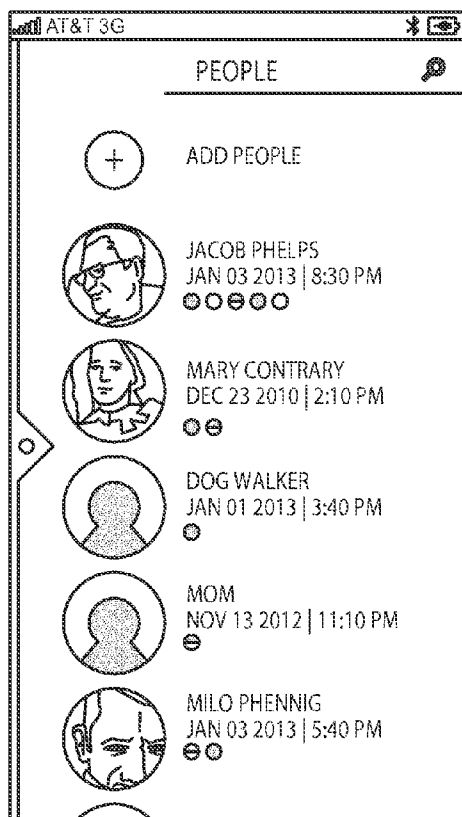 AT&T 3G
PEOPLE
ADD PEOPLE
JACOB PHELPS
JAN 03 2013 | 8:30 PM
MARY CONTRARY
DEC 23 2010 | 2:10 PM
DOG WALKER
JAN 01 2013 | 3:40 PM
MOM
NOV 13 2012 | 11:10 PM
MILO PHENNIG
JAN 03 2013 | 5:40 PM